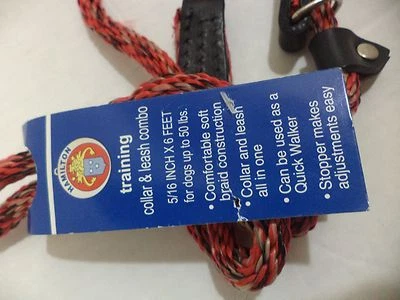 HAMILTON
training
collar & leash combo
5/16 INCH X 6 FEET
for dogs up to 50 lbs.
• Comfortable soft
braid construction
• Collar and leash
all in one
• Can be used as a
Quick Walker
• Stopper makes
adjustments easy